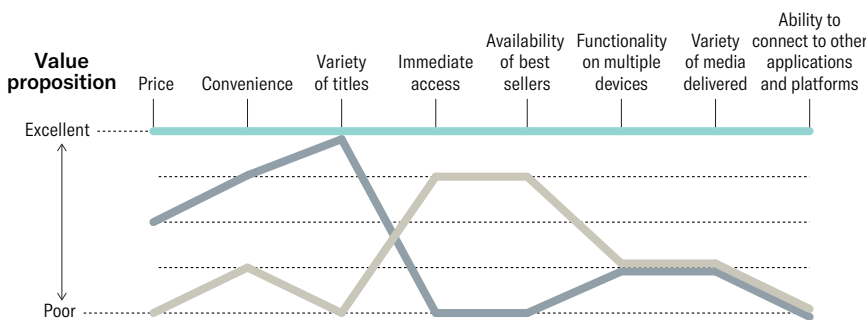 Value
proposition
Price
Convenience
Variety
of titles
Immediate
access
Availability
of best
sellers
Functionality
on multiple
devices
Variety
of media
delivered
Ability to
connect to other
applications
and platforms
Excellent
Poor